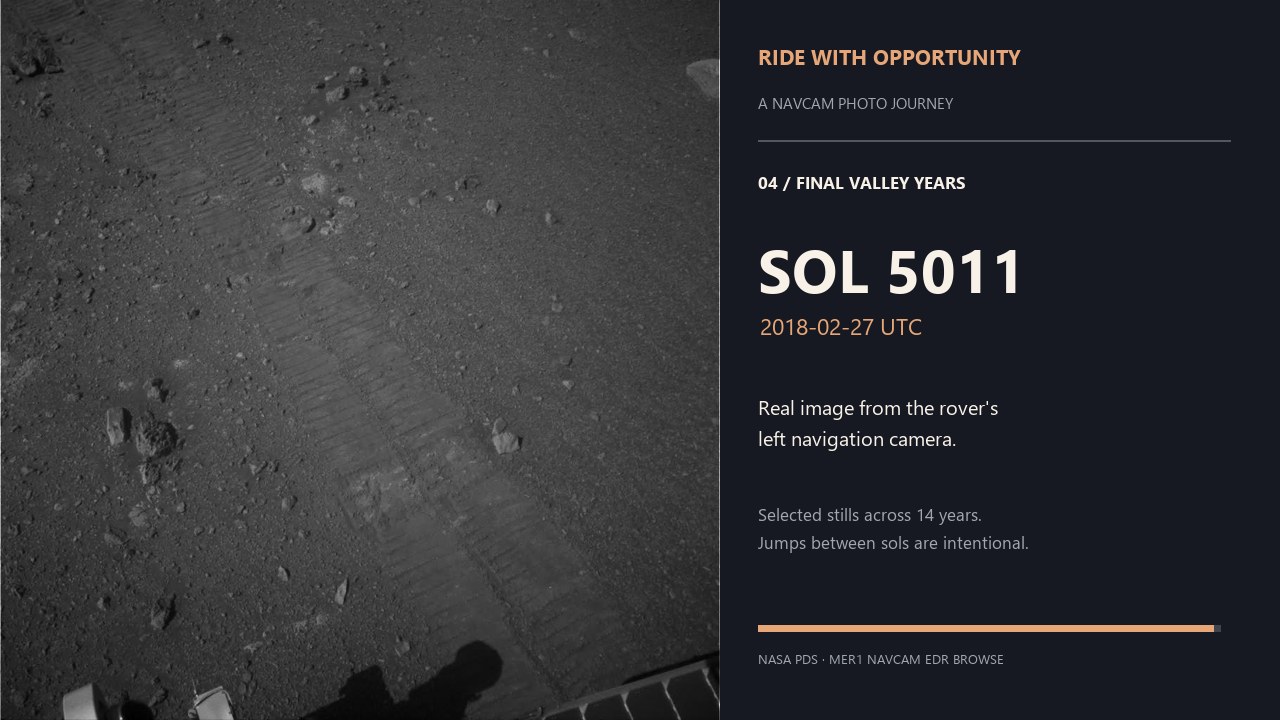 RIDE WITH OPPORTUNITY
A NAVCAM PHOTO JOURNEY
04 / FINAL VALLEY YEARS
SOL 5011
2018-02-27 UTC
Real image from the rover's
left navigation camera.
Selected stills across 14 years.
Jumps between sols are intentional.
NASA PDS · MER1 NAVCAM EDR BROWSE